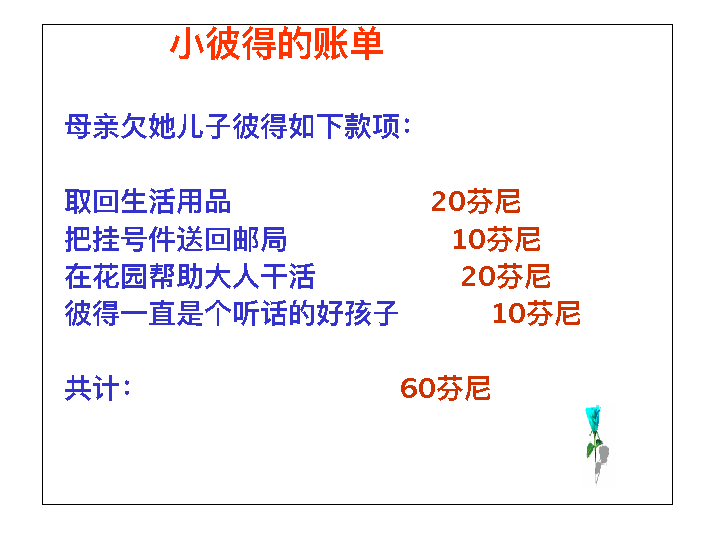 小彼得的账单
母亲欠她儿子彼得如下款项：
取回生活用品 20芬尼
把挂号件送回邮局 10芬尼
在花园帮助大人干活 20芬尼
彼得一直是个听话的好孩子 10芬尼
共计： 60芬尼